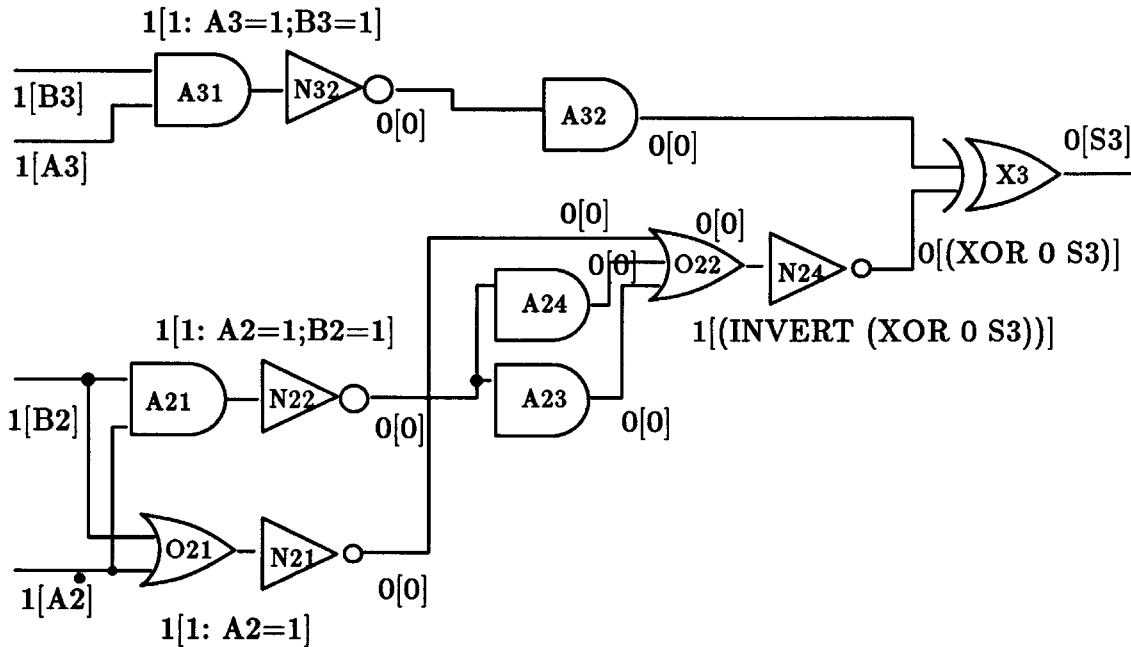 1[1: A3=1;B3=1]
1[B3]
A31
N32
0[0]
A32
0[0]
1[A3]
0[S3]
X3
0[0]
0[0]
0[0]
O22
N24
0[(XOR 0 S3)]
A24
1[1: A2=1;B2=1]
1[(INVERT (XOR 0 S3))]
1[B2]
A21
N22
0[0]
A23
0[0]
O21
N21
0[0]
1[A2]
1[1: A2=1]